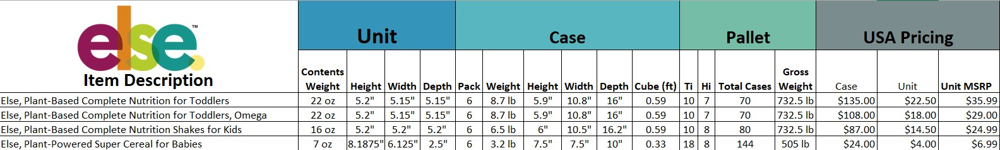 else.™
Item Description
Unit Case Pallet USA Pricing
Contents Weight Height Width Depth Pack Weight Height Width Depth Cube (ft) Ti Hi Total Cases Gross Weight Case Unit Unit MSRP
Else, Plant-Based Complete Nutrition for Toddlers 22 oz 5.2" 5.15" 5.15" 6 8.7 lb 5.9" 10.8" 16" 0.59 10 7 70 732.5 lb $135.00 $22.50 $35.99
Else, Plant-Based Complete Nutrition for Toddlers, Omega 22 oz 5.2" 5.15" 5.15" 6 8.7 lb 5.9" 10.8" 16" 0.59 10 7 70 732.5 lb $108.00 $18.00 $29.00
Else, Plant-Based Complete Nutrition Shakes for Kids 16 oz 5.2" 5.2" 5.2" 6 6.5 lb 6" 10.5" 16.2" 0.59 10 8 80 732.5 lb $87.00 $14.50 $24.99
Else, Plant-Powered Super Cereal for Babies 7 oz 8.1875" 6.125" 2.5" 6 3.2 lb 7.5" 7.5" 10" 0.33 18 8 144 505 lb $24.00 $4.00 $6.99